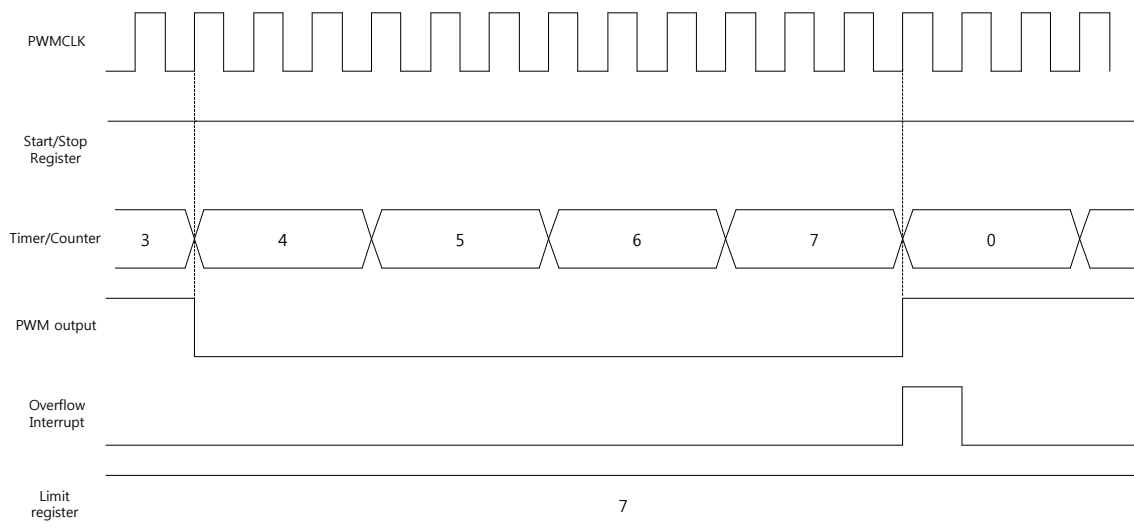 PWMCLK
Start/Stop
Register
Timer/Counter
3 4 5 6 7 0
PWM output
Overflow
Interrupt
Limit
register
7